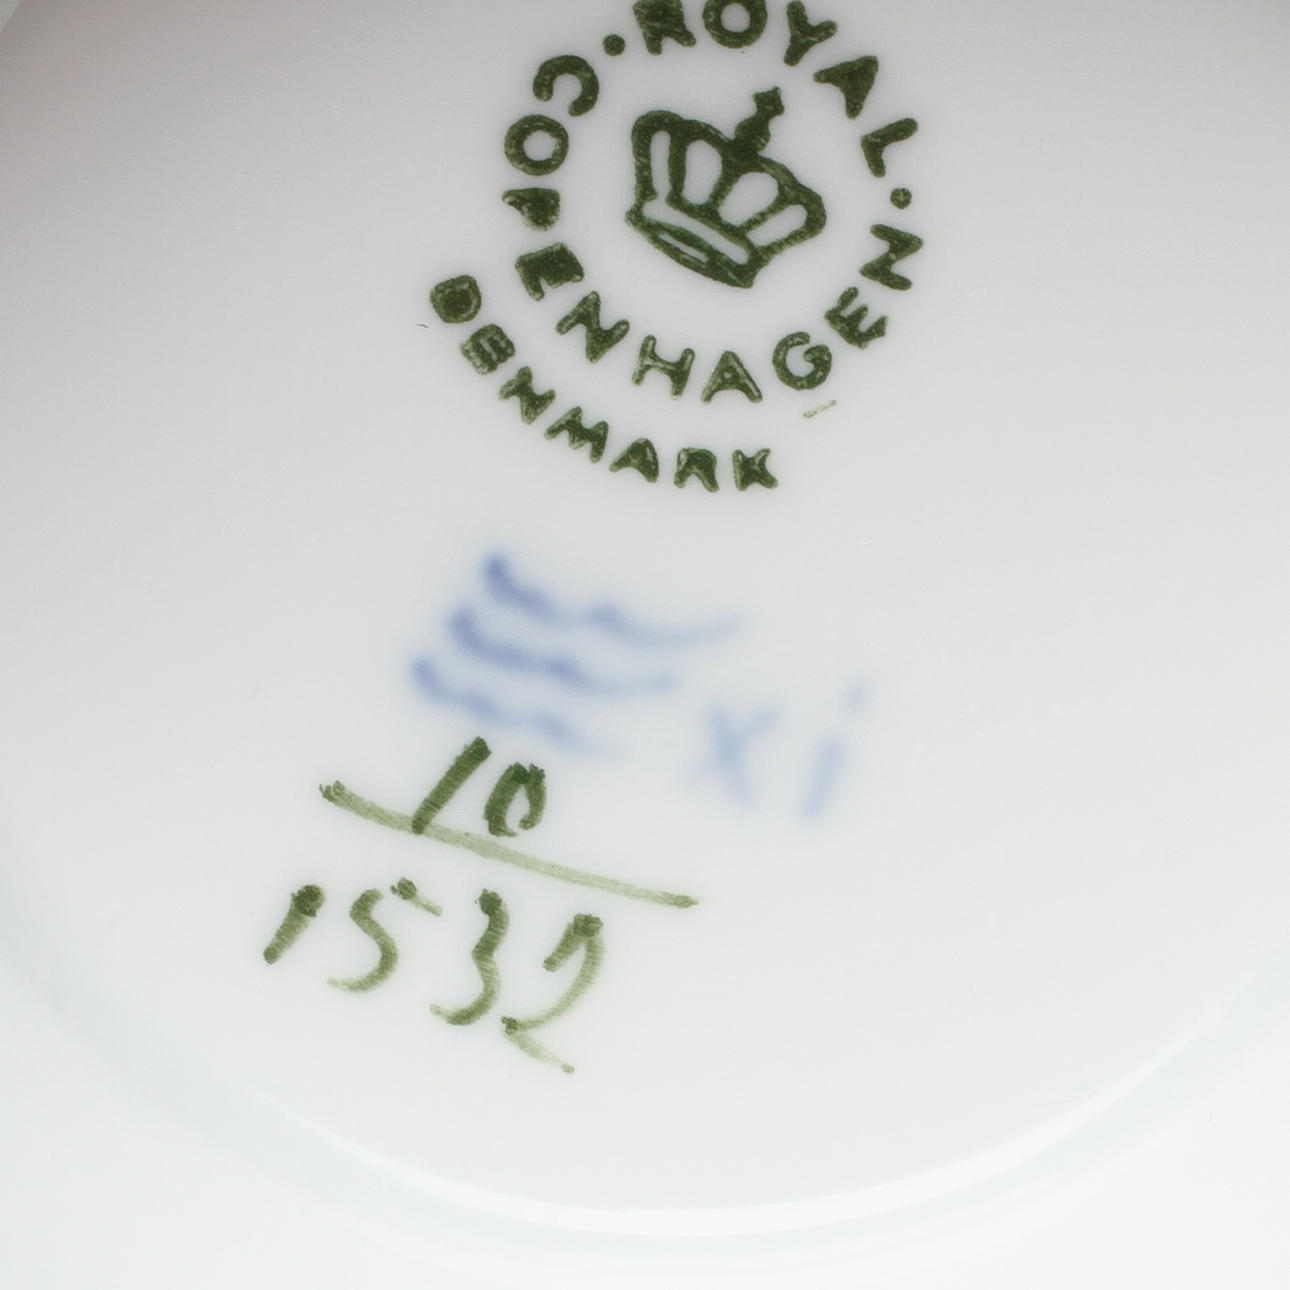 ROYAL · COPENHAGEN ·
DENMARK
xi
10
1532